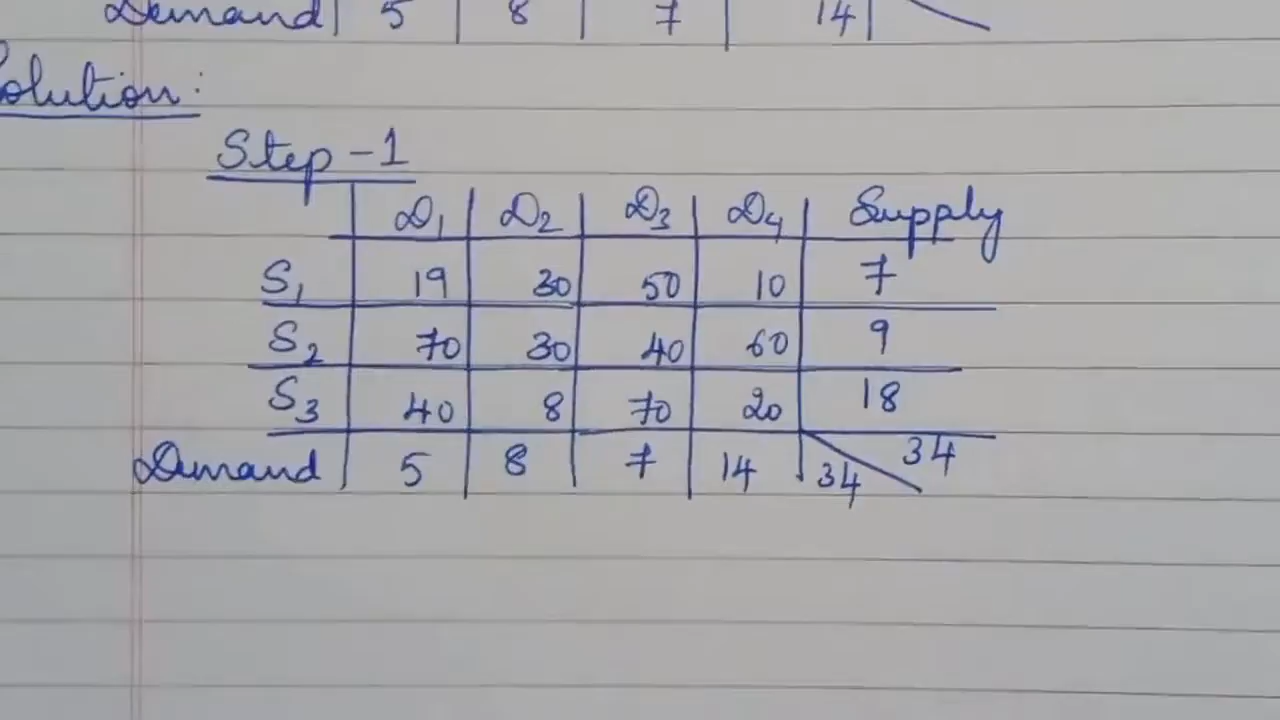 Demand 5 8 7 14
Solution:
Step-1
D1 D2 D3 D4 Supply
S1 19 30 50 10 7
S2 70 30 40 60 9
S3 40 8 70 20 18
Demand 5 8 7 14 34 34